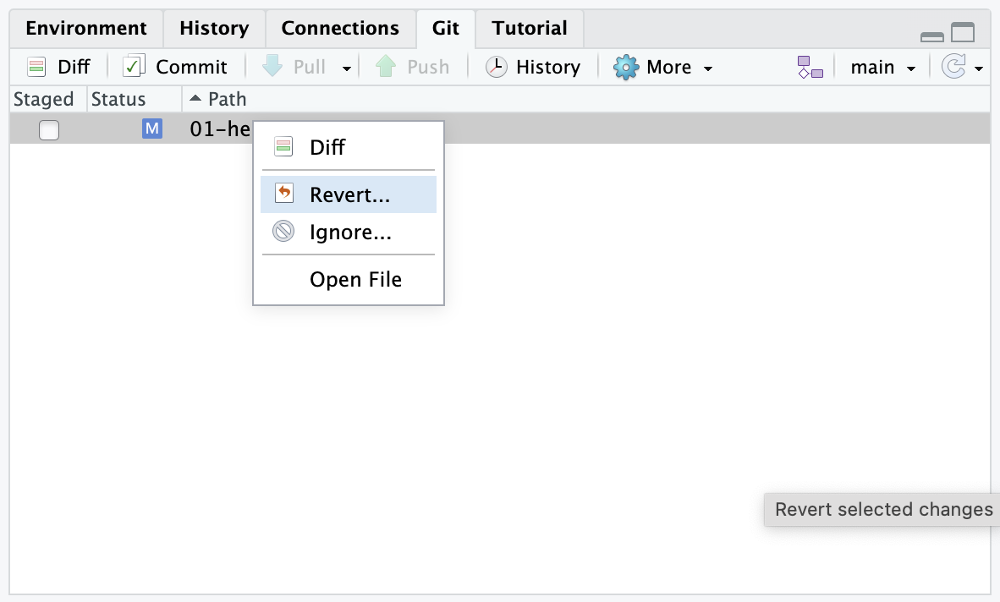 Environment History Connections Git Tutorial
Diff Commit Pull Push History More main
Staged Status Path
M 01-he
Diff
Revert...
Ignore...
Open File
Revert selected changes